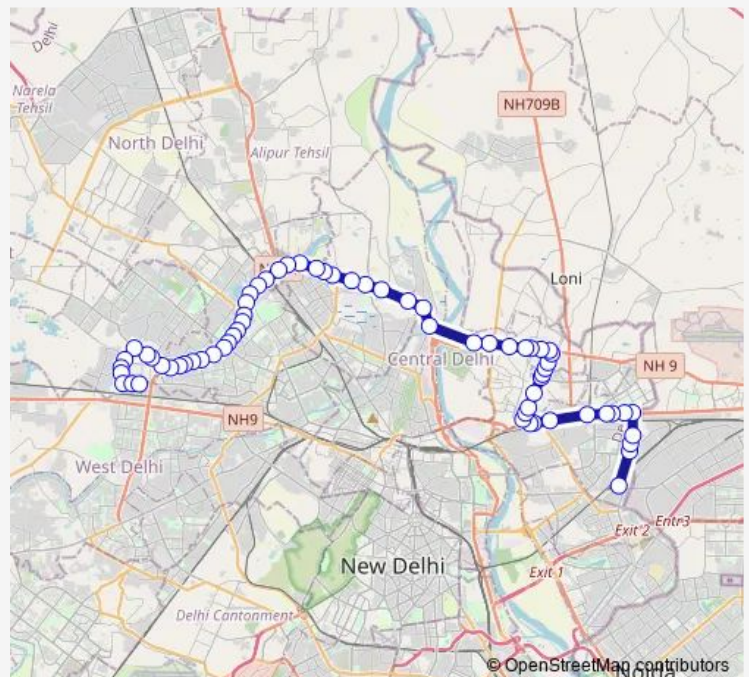 Delhi
Narela
Tehsil
North Delhi
Alipur Tehsil
NH709B
Loni
Central Delhi
NH 9
NH9
West Delhi
Entr3
Exit 2
New Delhi
Exit 1
Delhi Cantonment
© OpenStreetMap contributors
Noida